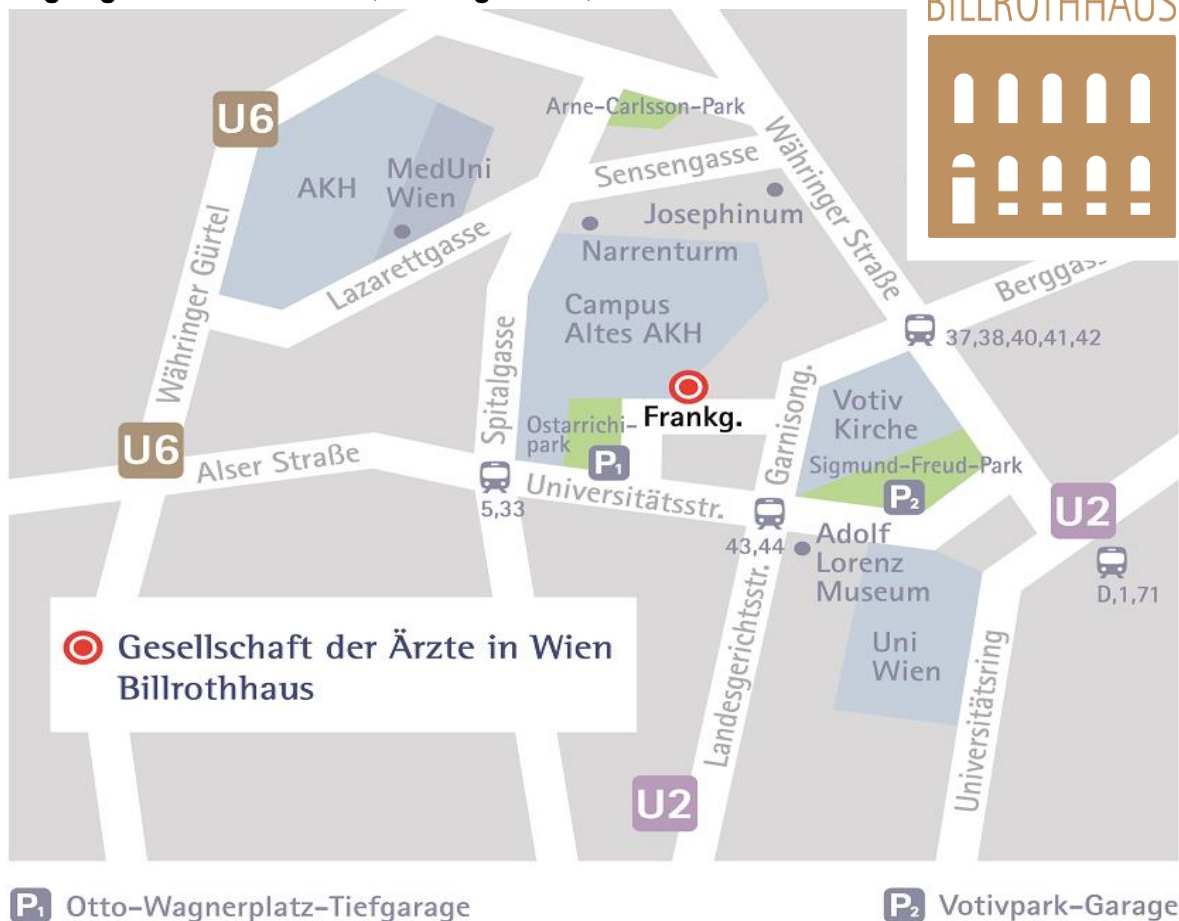 BILLROTHHAUS
U6
Arne-Carlsson-Park
MedUni
Wien
AKH
Sensengasse
Josephinum
Währinger Straße
Narrenturm
Lazarettgasse
Währinger Gürtel
Berggass
Campus
Altes AKH
37,38,40,41,42
Spitalgasse
Garnisong.
Votiv
Kirche
Frankg.
Ostarrichi-
park
P1
U6
Alser Straße
Sigmund-Freud-Park
P2
5,33
Universitätsstr.
U2
43,44
Adolf
Lorenz
Museum
D,1,71
Uni
Wien
Landesgerichtsstr.
Universitätsring
Gesellschaft der Ärzte in Wien
Billrothhaus
U2
P1 Otto-Wagnerplatz-Tiefgarage
P2 Votivpark-Garage